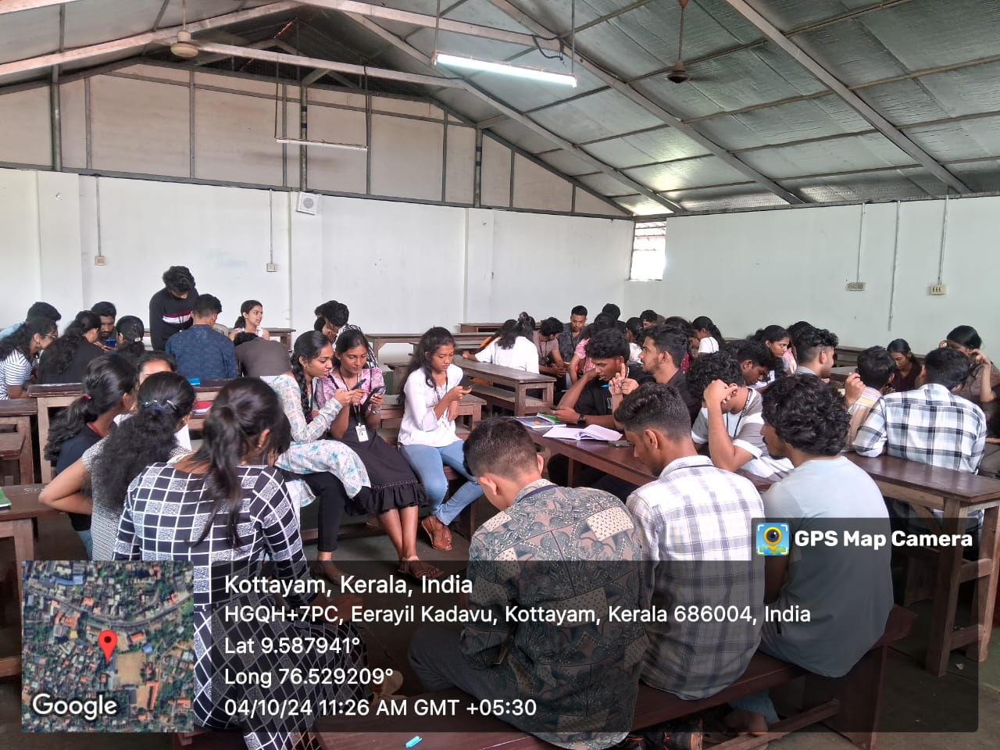 GPS Map Camera
Kottayam, Kerala, India
HGQH+7PC, Eerayil Kadavu, Kottayam, Kerala 686004, India
Lat 9.587941°
Long 76.529209°
04/10/24 11:26 AM GMT +05:30
Google